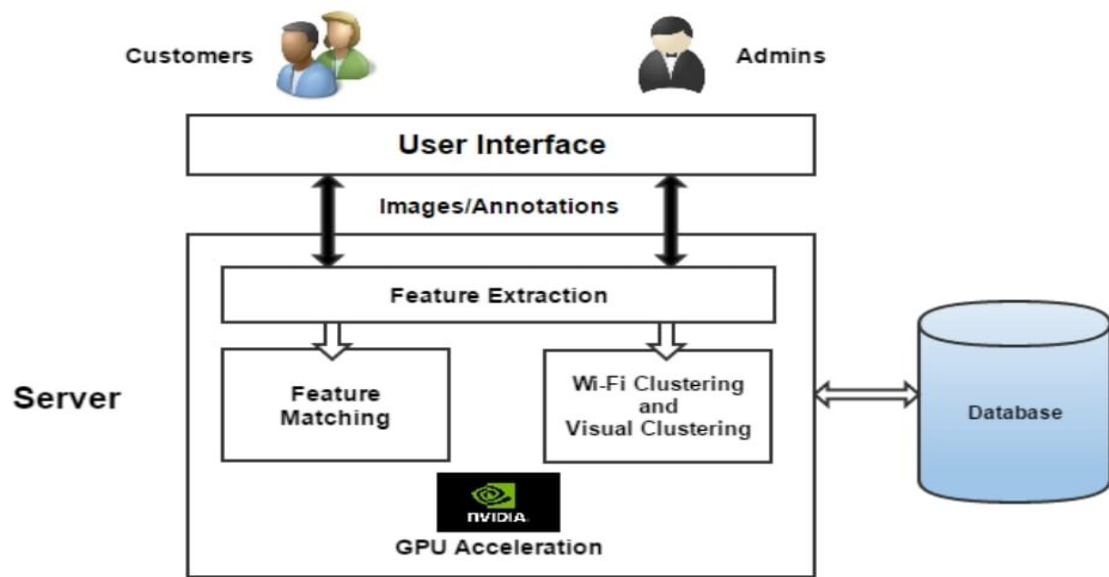 Customers
Admins
User Interface
Images/Annotations
Feature Extraction
Server
Feature
Matching
Wi-Fi Clustering
and
Visual Clustering
Database
NVIDIA.
GPU Acceleration